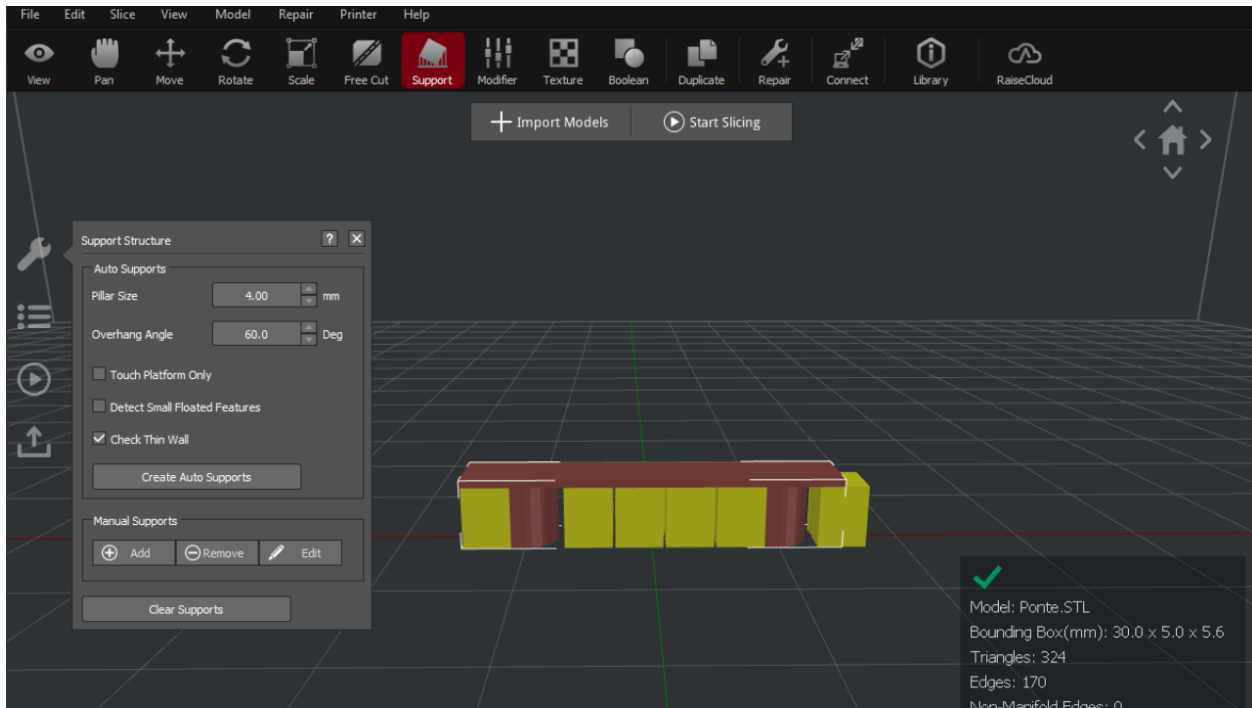 File Edit Slice View Model Repair Printer Help
View Pan Move Rotate Scale Free Cut Support Modifier Texture Boolean Duplicate Repair Connect Library RaiseCloud
Import Models Start Slicing
Support Structure ?
Auto Supports
Pillar Size 4.00 mm
Overhang Angle 60.0 Deg
Touch Platform Only
Detect Small Floated Features
Check Thin Wall
Create Auto Supports
Manual Supports
Add Remove Edit
Clear Supports
Model: Ponte.STL
Bounding Box(mm): 30.0 x 5.0 x 5.6
Triangles: 324
Edges: 170
Non-Manifold Edges: 0